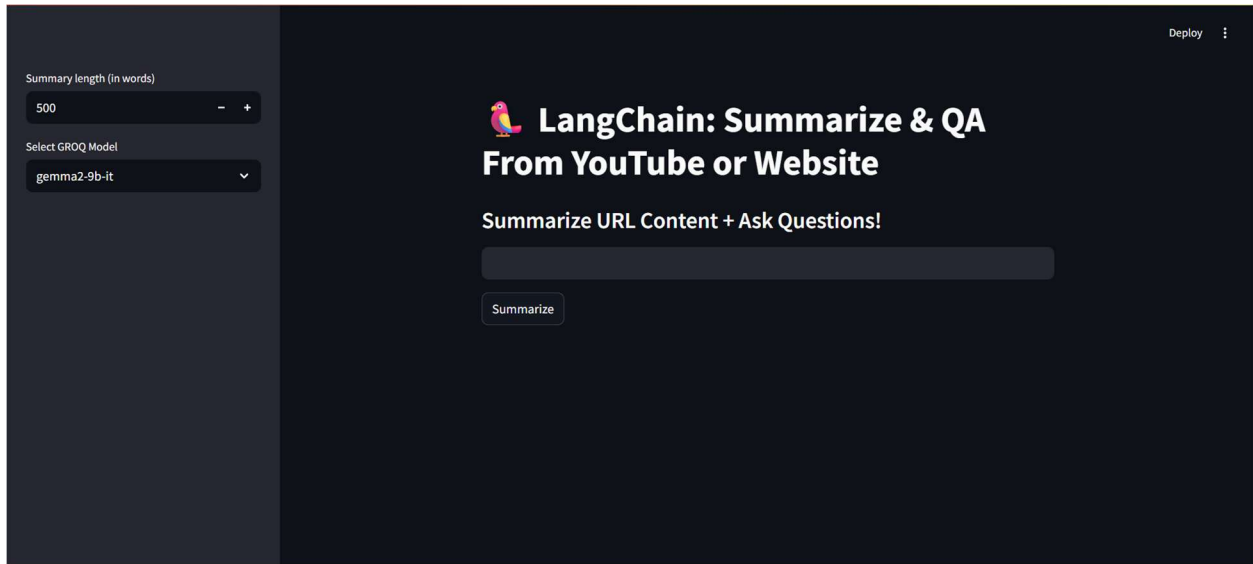 Deploy
Summary length (in words)
500
Select GROQ Model
gemma2-9b-it
LangChain: Summarize & QA
From YouTube or Website
Summarize URL Content + Ask Questions!
Summarize